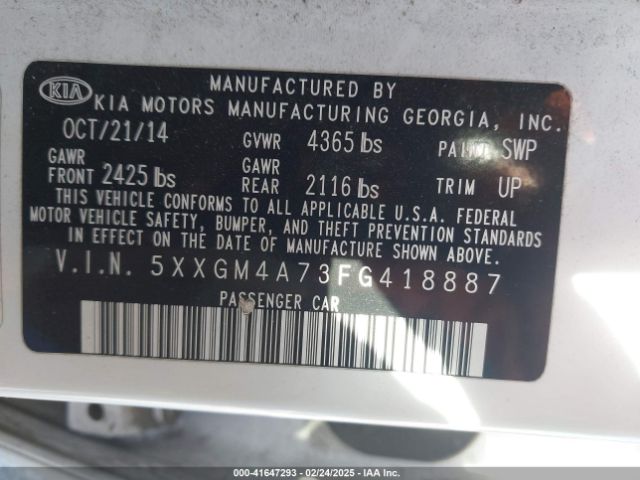 MANUFACTURED BY
KIA KIA MOTORS MANUFACTURING GEORGIA, INC.
OCT/21/14 GVWR 4365 lbs PAINT SWP
GAWR FRONT 2425 lbs GAWR REAR 2116 lbs TRIM UP
THIS VEHICLE CONFORMS TO ALL APPLICABLE U.S.A. FEDERAL
MOTOR VEHICLE SAFETY, BUMPER, AND THEFT PREVENTION STANDARDS
IN EFFECT ON THE DATE OF MANUFACTURE SHOWN ABOVE.
V.I.N. 5XXGM4A73FG418887
PASSENGER CAR
000-41647293 - 02/24/2025 - IAA Inc.